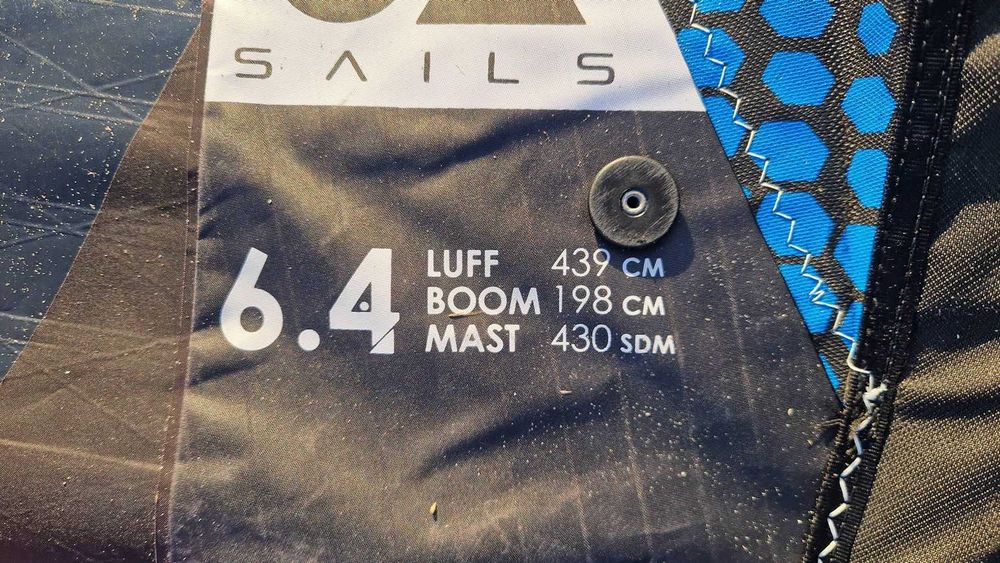 SAILS
6.4
LUFF 439 CM
BOOM 198 CM
MAST 430 SDM